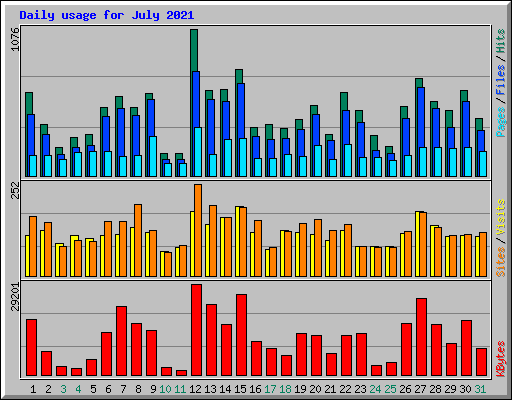 Daily usage for July 2021
1076
Pages / Files / Hits
252
Sites / Visits
29201
KBytes
1 2 3 4 5 6 7 8 9 10 11 12 13 14 15 16 17 18 19 20 21 22 23 24 25 26 27 28 29 30 31